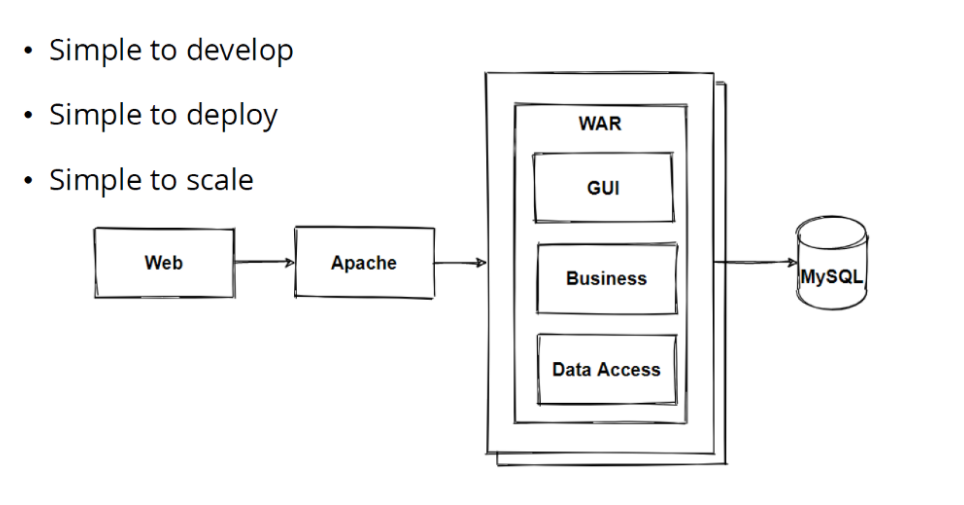 • Simple to develop
• Simple to deploy
• Simple to scale
WAR
GUI
Web
Apache
Business
MySQL
Data Access